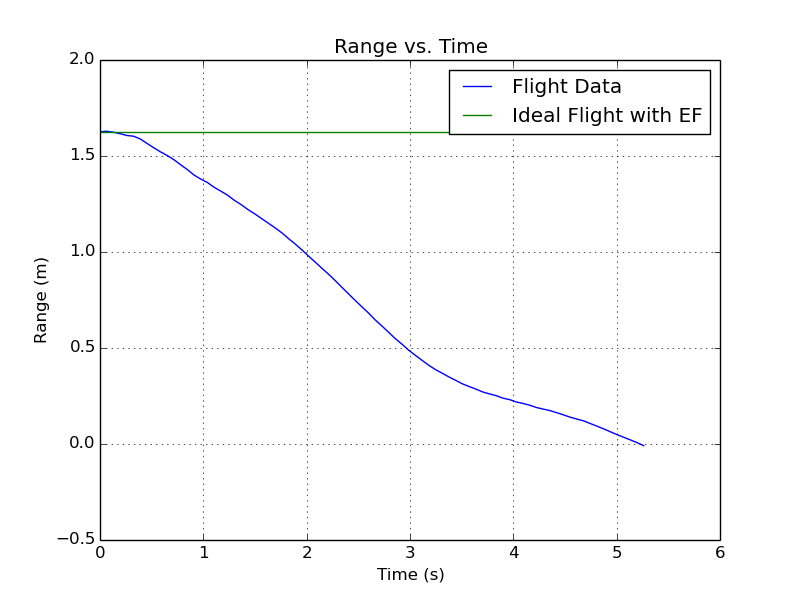 Range vs. Time
Flight Data
Ideal Flight with EF
2.0
1.5
1.0
0.5
0.0
−0.5
Range (m)
0 1 2 3 4 5 6
Time (s)